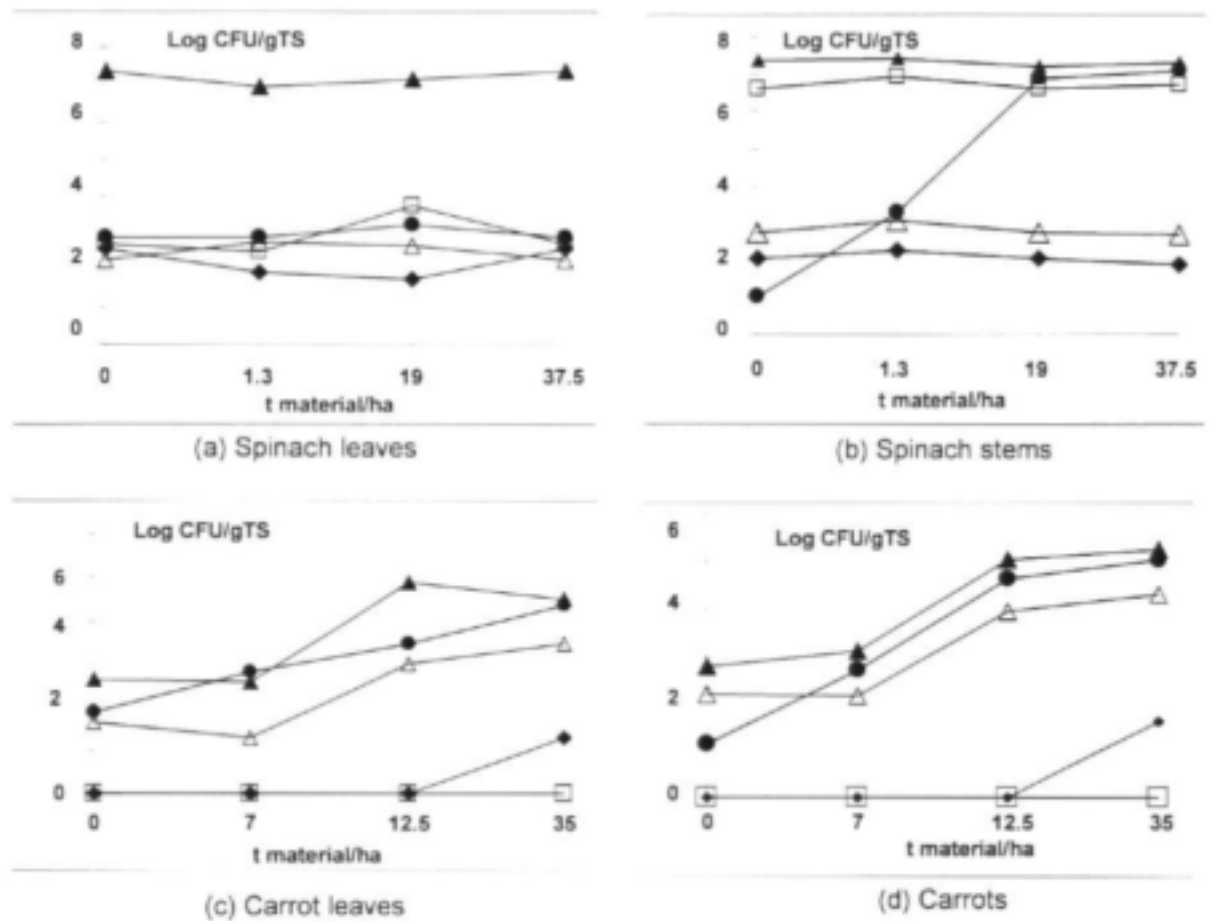 Log CFU/gTS
8
6
4
2
0
0 1.3 19 37.5
t material/ha
(a) Spinach leaves
Log CFU/gTS
8
6
4
2
0
0 1.3 19 37.5
t material/ha
(b) Spinach stems
Log CFU/gTS
6
4
2
0
0 7 12.5 35
t material/ha
(c) Carrot leaves
Log CFU/gTS
6
4
2
0
0 7 12.5 35
t material/ha
(d) Carrots